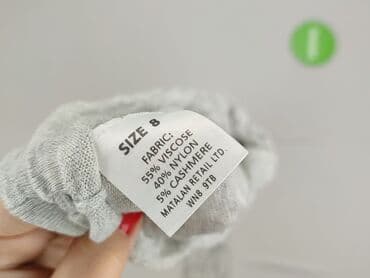 SIZE 8
FABRIC:
55% VISCOSE
40% NYLON
5% CASHMERE
MATALAN RETAIL LTD.
WN8 9TB